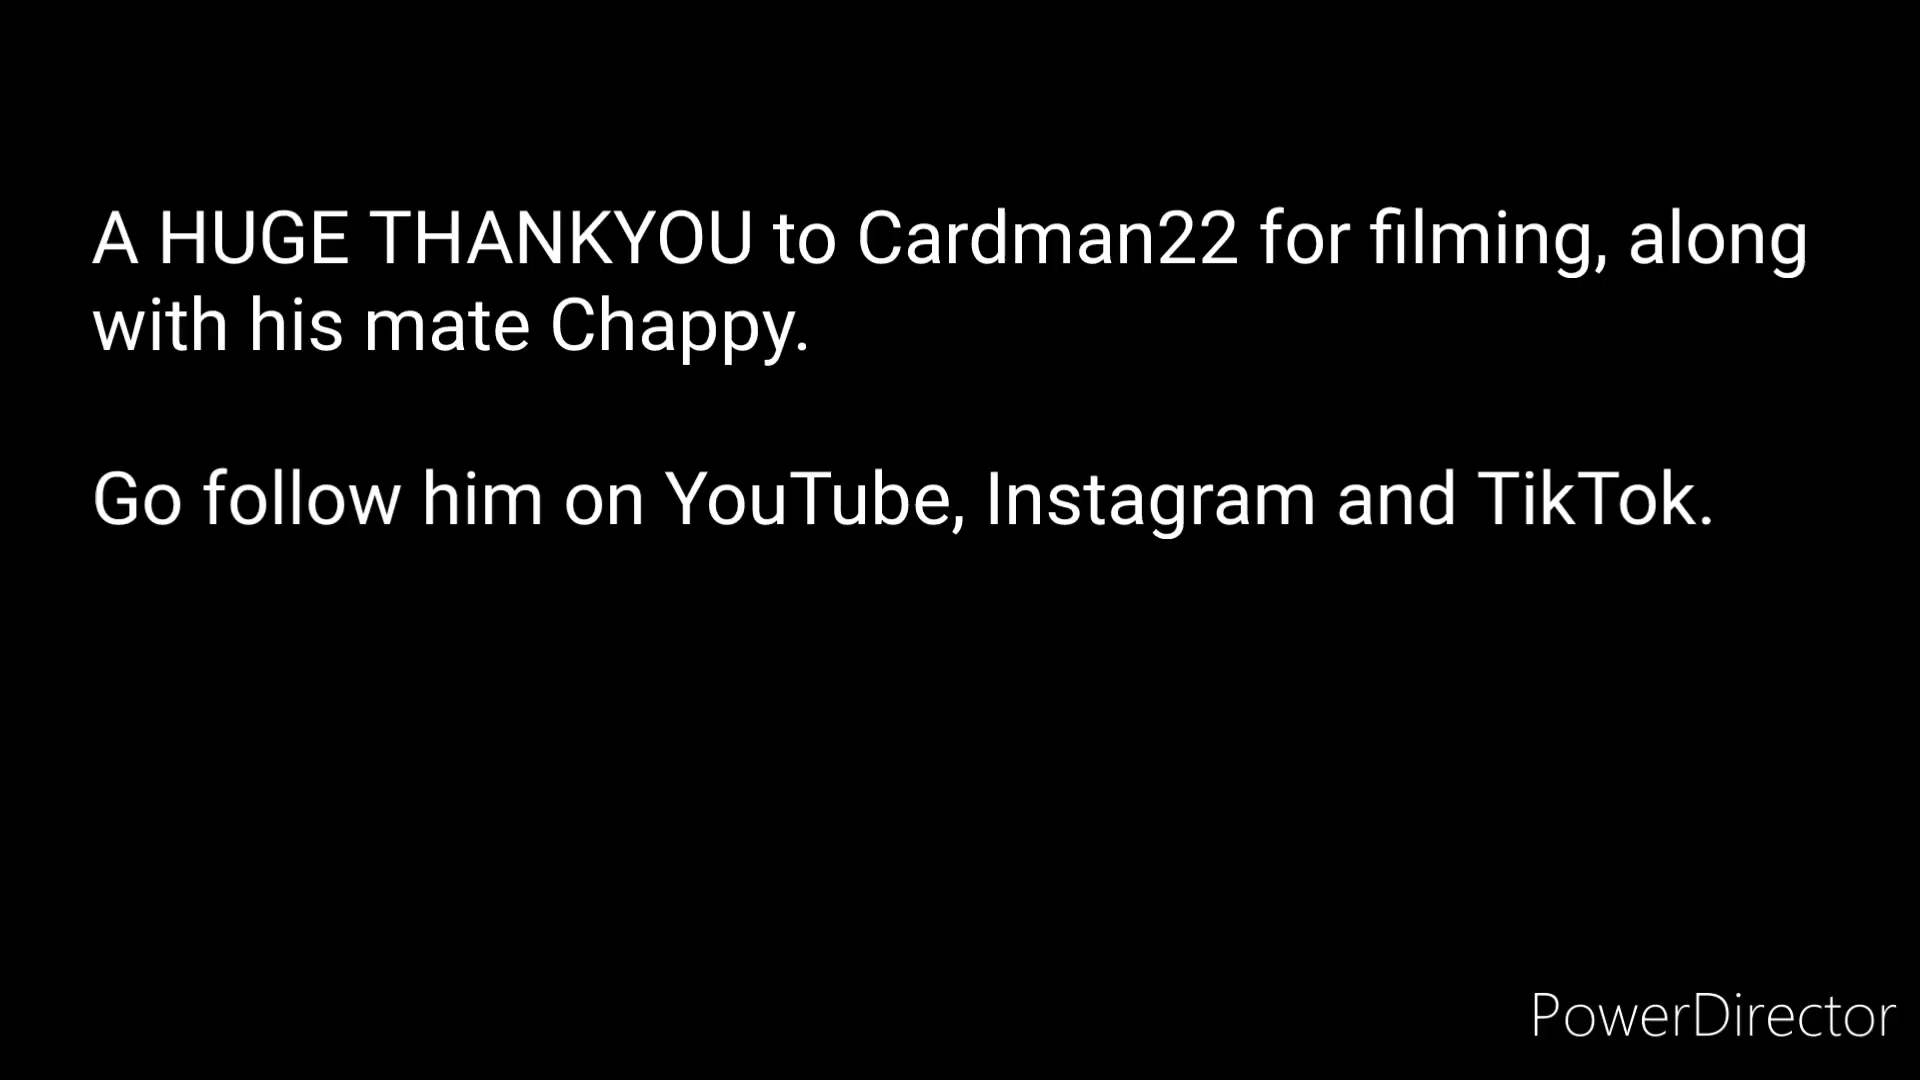 A HUGE THANKYOU to Cardman22 for filming, along
with his mate Chappy.
Go follow him on YouTube, Instagram and TikTok.
PowerDirector